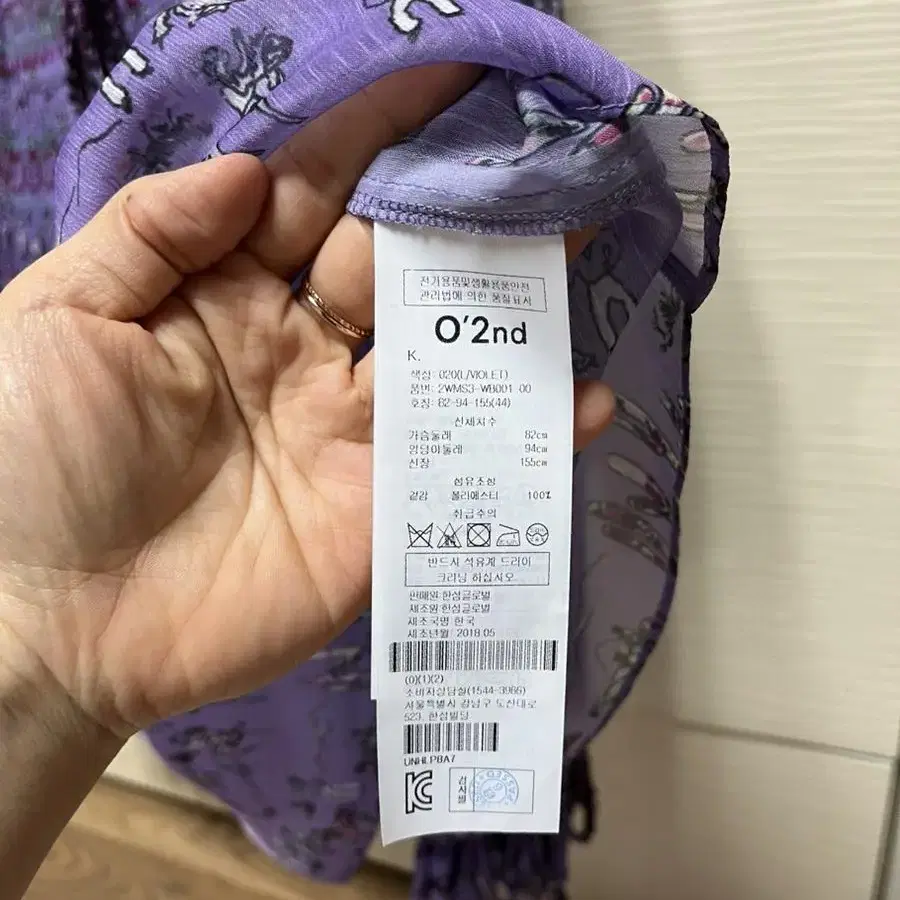 전기용품및생활용품안전
관리법에 의한 품질표시
O'2nd
K.
색상: 020(L/VIOLET)
품번: 2WMS3-WB001-00
호칭: 82-94-155(44)
신체치수
가슴둘레 82cm
엉덩이둘레 94cm
신장 155cm
섬유조성
겉감 폴리에스터 100%
취급주의
반드시 석유계 드라이
크리닝 하십시오
판매원:한섬글로벌
제조원:한섬글로벌
제조국명:한국
제조년월:2018.05
(0)(1)(2)
소비자상담실(1544-3966)
서울특별시 강남구 도산대로
523, 한섬빌딩
UNHLPBA7
검사필
PASSED